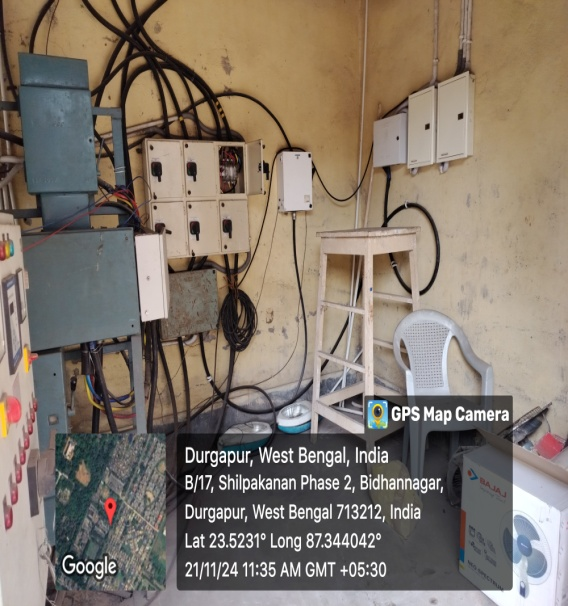 GPS Map Camera
Durgapur, West Bengal, India
B/17, Shilpakanan Phase 2, Bidhannagar,
Durgapur, West Bengal 713212, India
Lat 23.5231° Long 87.344042°
21/11/24 11:35 AM GMT +05:30
Google
BAJAJ